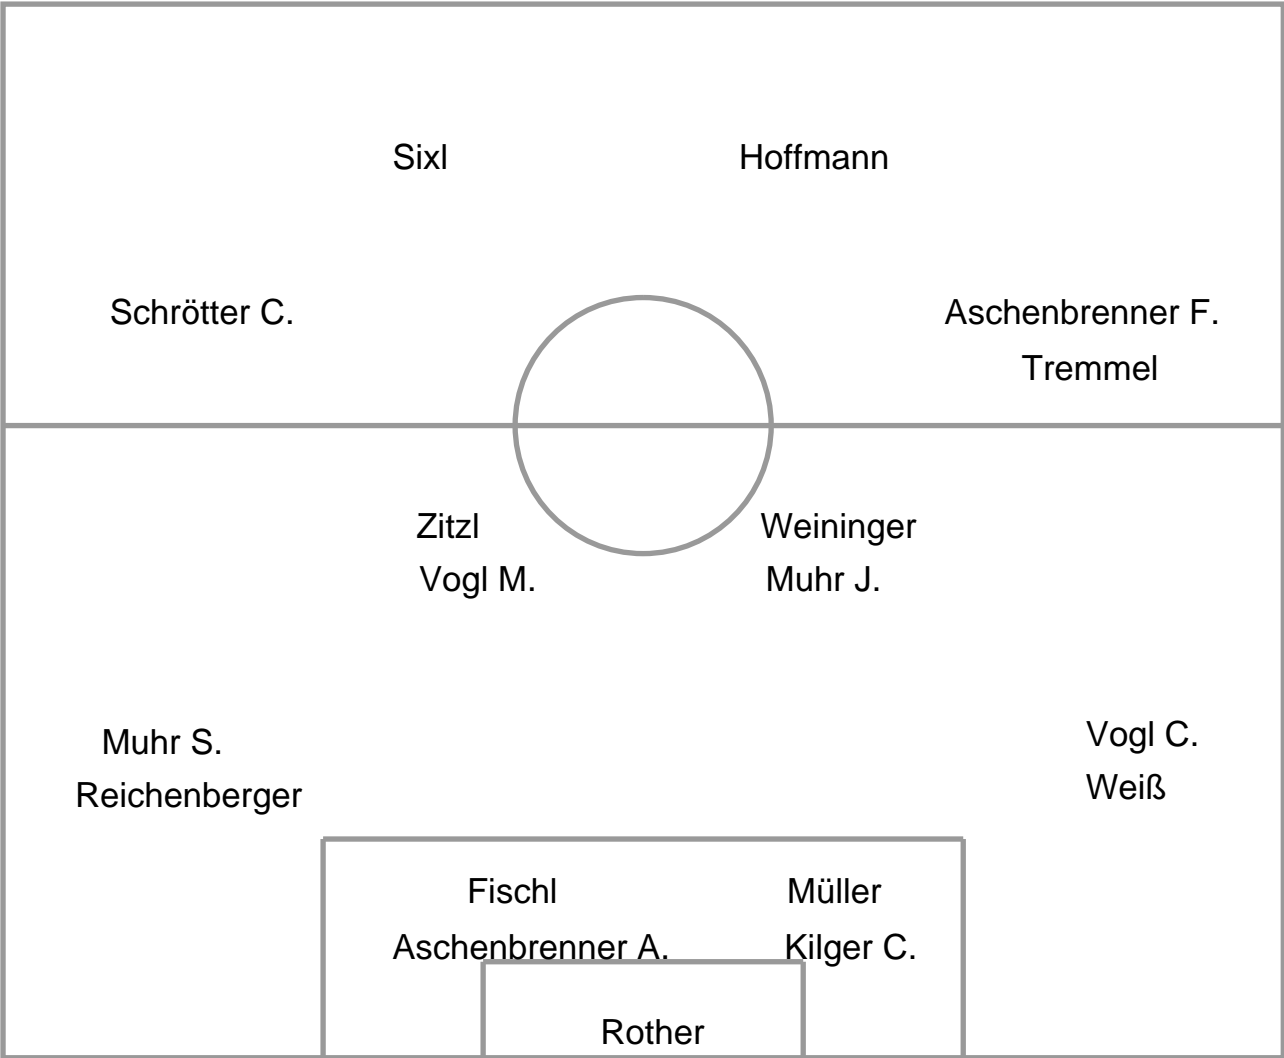 Sixl
Hoffmann
Schrötter C.
Aschenbrenner F.
Tremmel
Zitzl
Weininger
Vogl M.
Muhr J.
Muhr S.
Vogl C.
Reichenberger
Weiß
Fischl
Müller
Aschenbrenner A.
Kilger C.
Rother